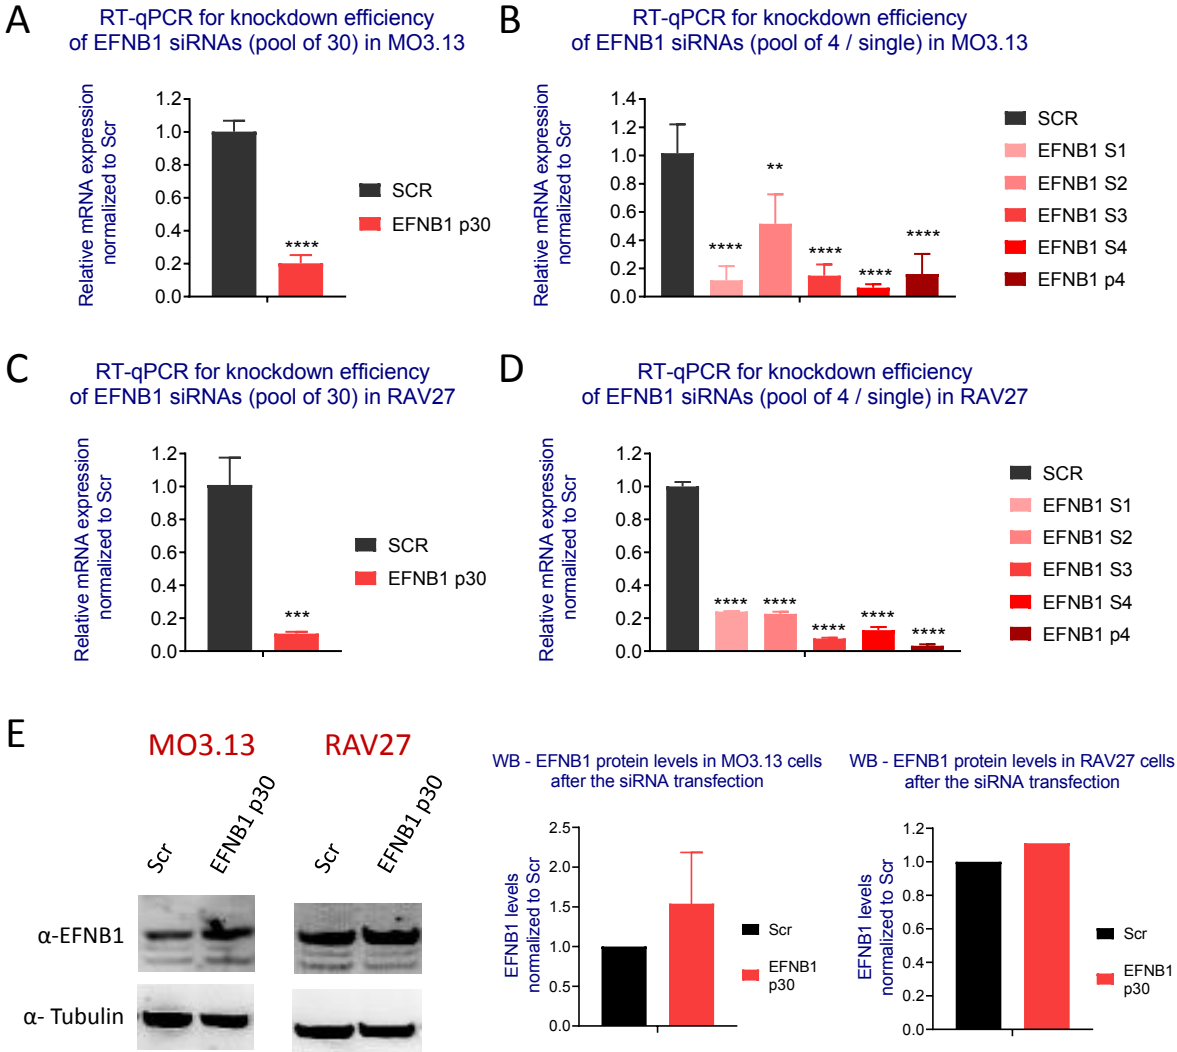 A
RT-qPCR for knockdown efficiency
of EFNB1 siRNAs (pool of 30) in MO3.13
Relative mRNA expression
normalized to Scr
1.2
1.0
0.8
0.6
0.4
0.2
0.0
****
SCR
EFNB1 p30
B
RT-qPCR for knockdown efficiency
of EFNB1 siRNAs (pool of 4 / single) in MO3.13
Relative mRNA expression
normalized to Scr
1.4
1.2
1.0
0.8
0.6
0.4
0.2
0.0
****
**
****
****
****
SCR
EFNB1 S1
EFNB1 S2
EFNB1 S3
EFNB1 S4
EFNB1 p4
C
RT-qPCR for knockdown efficiency
of EFNB1 siRNAs (pool of 30) in RAV27
Relative mRNA expression
normalized to Scr
1.2
1.0
0.8
0.6
0.4
0.2
0.0
***
SCR
EFNB1 p30
D
RT-qPCR for knockdown efficiency
of EFNB1 siRNAs (pool of 4 / single) in RAV27
Relative mRNA expression
normalized to Scr
1.2
1.0
0.8
0.6
0.4
0.2
0.0
****
****
****
****
****
SCR
EFNB1 S1
EFNB1 S2
EFNB1 S3
EFNB1 S4
EFNB1 p4
E
MO3.13
RAV27
Scr
EFNB1 p30
Scr
EFNB1 p30
α-EFNB1
α- Tubulin
WB - EFNB1 protein levels in MO3.13 cells
after the siRNA transfection
EFNB1 levels
normalized to Scr
2.5
2.0
1.5
1.0
0.5
0.0
Scr
EFNB1
p30
WB - EFNB1 protein levels in RAV27 cells
after the siRNA transfection
EFNB1 levels
normalized to Scr
1.2
1.0
0.8
0.6
0.4
0.2
0.0
Scr
EFNB1
p30